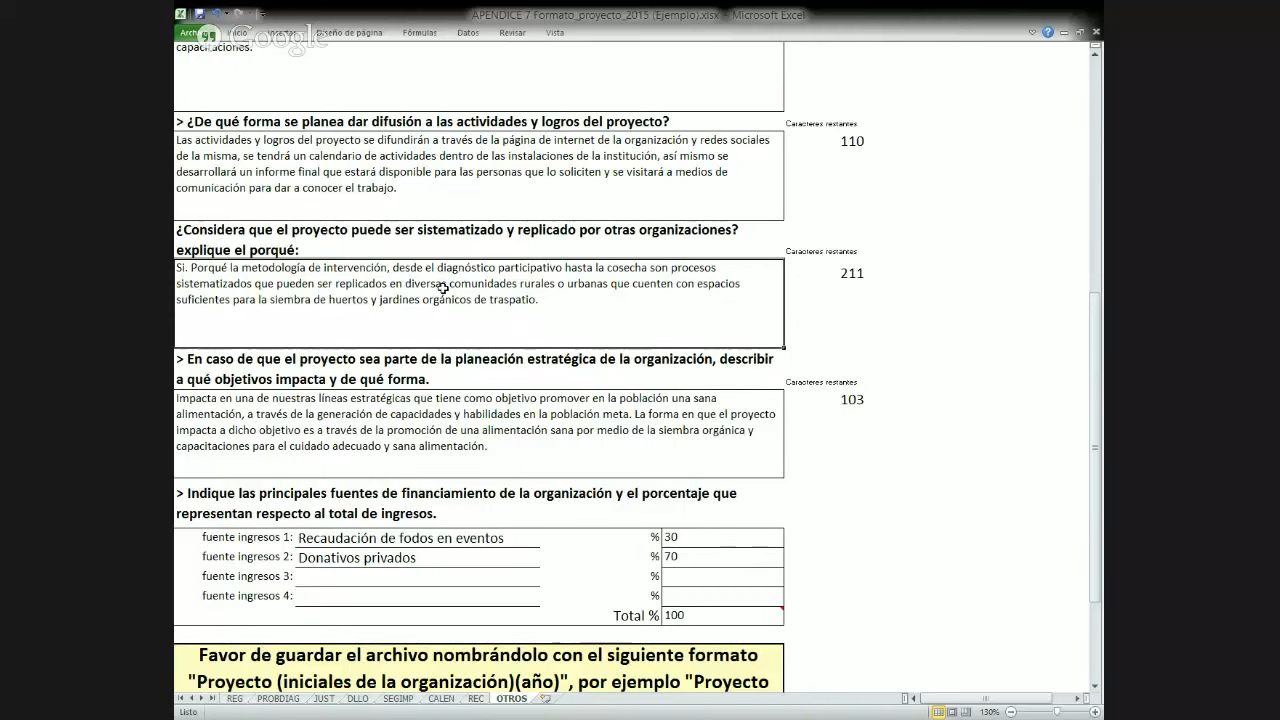 APENDICE 7 Formato_proyecto_2015 (Ejemplo).xlsx - Microsoft Excel
Archivo Inicio Insertar Diseño de página Fórmulas Datos Revisar Vista
Google
capacitaciones.
> ¿De qué forma se planea dar difusión a las actividades y logros del proyecto?
Caracteres restantes
Las actividades y logros del proyecto se difundirán a través de la página de internet de la organización y redes sociales
110
de la misma, se tendrá un calendario de actividades dentro de las instalaciones de la institución, así mismo se
desarrollará un informe final que estará disponible para las personas que lo soliciten y se visitará a medios de
comunicación para dar a conocer el trabajo.
¿Considera que el proyecto puede ser sistematizado y replicado por otras organizaciones?
explique el porqué:
Caracteres restantes
Si. Porqué la metodología de intervención, desde el diagnóstico participativo hasta la cosecha son procesos
211
sistematizados que pueden ser replicados en diversas comunidades rurales o urbanas que cuenten con espacios
suficientes para la siembra de huertos y jardines orgánicos de traspatio.
> En caso de que el proyecto sea parte de la planeación estratégica de la organización, describir
a qué objetivos impacta y de qué forma.
Caracteres restantes
Impacta en una de nuestras líneas estratégicas que tiene como objetivo promover en la población una sana
103
alimentación, a través de la generación de capacidades y habilidades en la población meta. La forma en que el proyecto
impacta a dicho objetivo es a través de la promoción de una alimentación sana por medio de la siembra orgánica y
capacitaciones para el cuidado adecuado y sana alimentación.
> Indique las principales fuentes de financiamiento de la organización y el porcentaje que
representan respecto al total de ingresos.
fuente ingresos 1: Recaudación de fodos en eventos % 30
fuente ingresos 2: Donativos privados % 70
fuente ingresos 3: %
fuente ingresos 4: %
Total % 100
Favor de guardar el archivo nombrándolo con el siguiente formato
"Proyecto (iniciales de la organización)(año)", por ejemplo "Proyecto
REG PROBDIAG JUST DLLO SEGIMP CALEN REC OTROS
Listo 130%